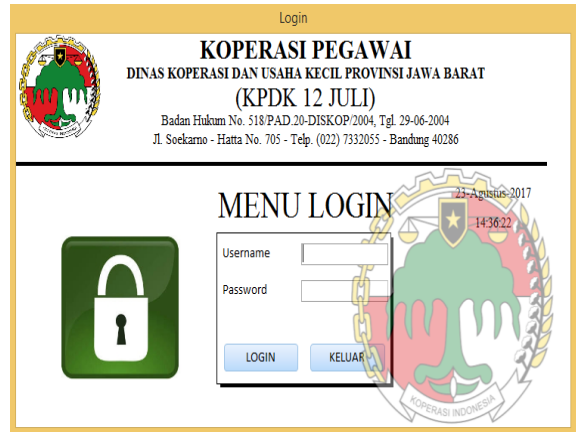 Login
KOPERASI PEGAWAI
DINAS KOPERASI DAN USAHA KECIL PROVINSI JAWA BARAT
(KPDK 12 JULI)
Badan Hukum No. 518/PAD.20-DISKOP/2004, Tgl. 29-06-2004
Jl. Soekarno - Hatta No. 705 - Telp. (022) 7332055 - Bandung 40286
MENU LOGIN
23-Agustus-2017
14:36:22
Username
Password
LOGIN
KELUAR
KOPERASI INDONESIA